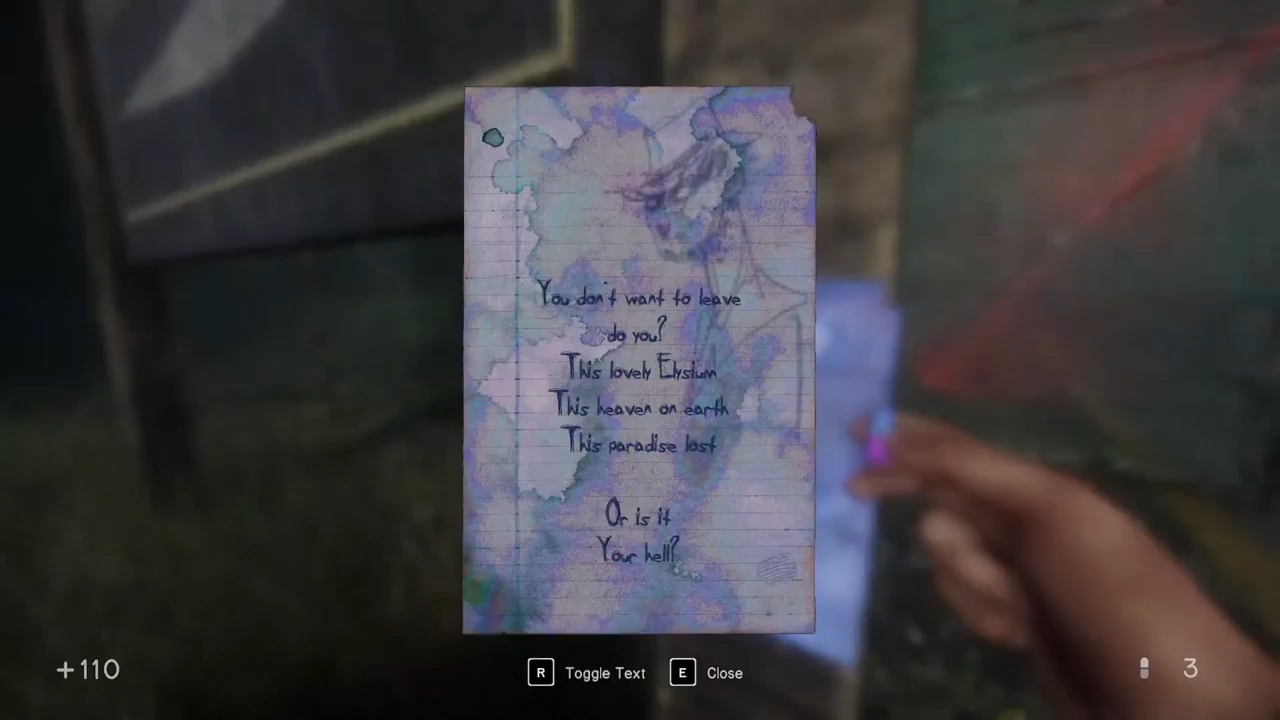 You don't want to leave
do you?
This lovely Elysium
This heaven on earth
This paradise lost
Or is it
Your hell?
+110
R Toggle Text E Close
3